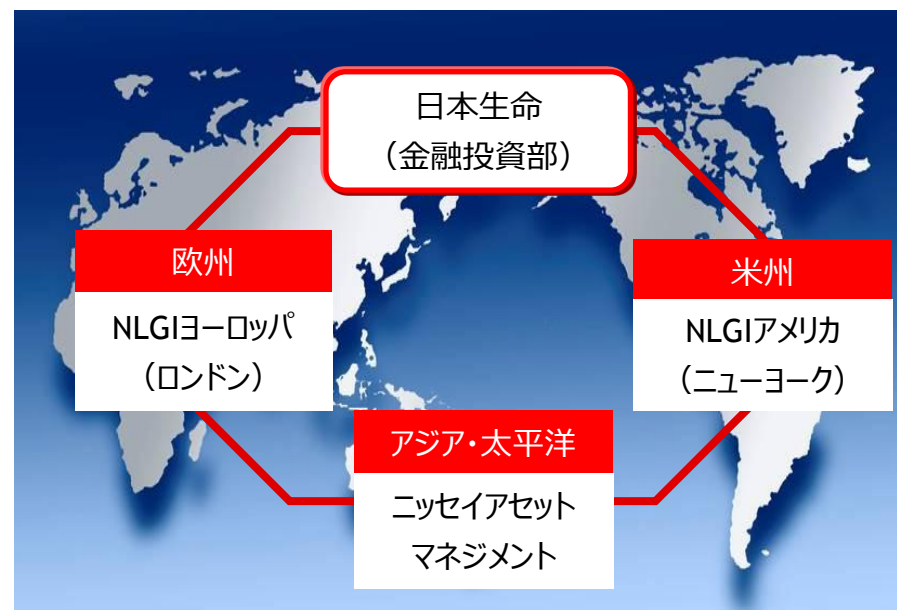 日本生命
（金融投資部）
欧州
NLGIヨーロッパ
（ロンドン）
米州
NLGIアメリカ
（ニューヨーク）
アジア・太平洋
ニッセイアセット
マネジメント